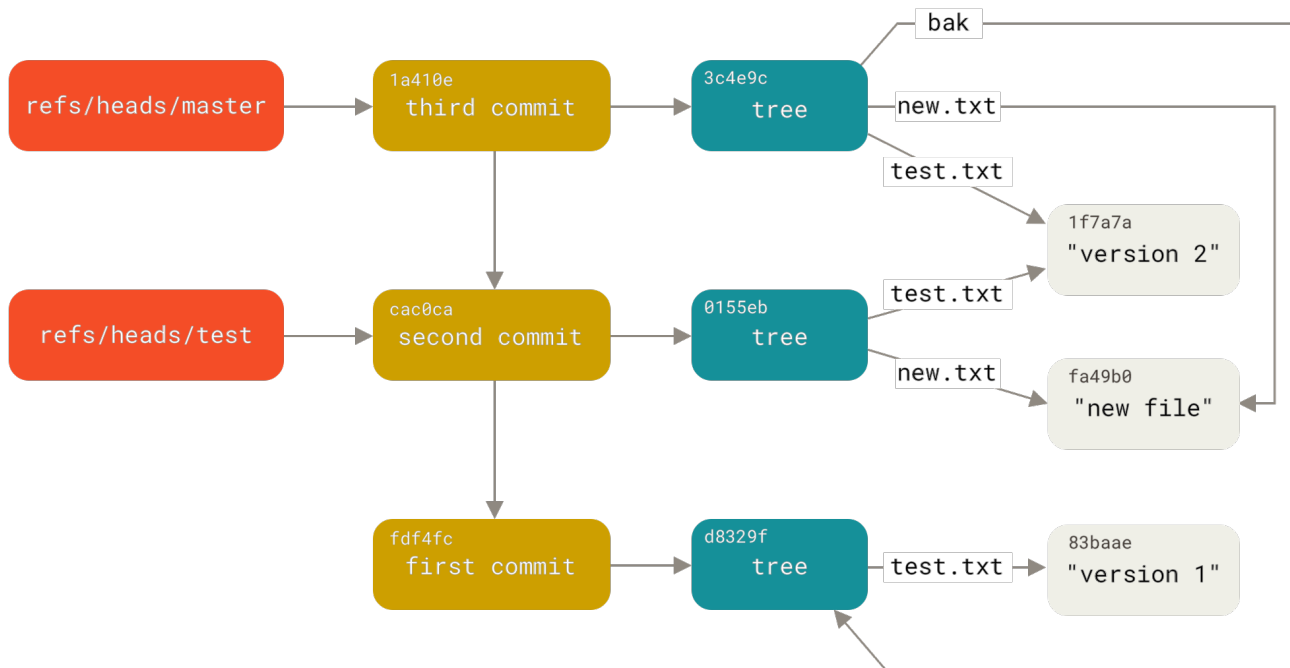 bak
refs/heads/master
1a410e
third commit
3c4e9c
tree
new.txt
test.txt
1f7a7a
"version 2"
refs/heads/test
cac0ca
second commit
0155eb
tree
test.txt
new.txt
fa49b0
"new file"
fdf4fc
first commit
d8329f
tree
test.txt
83baae
"version 1"